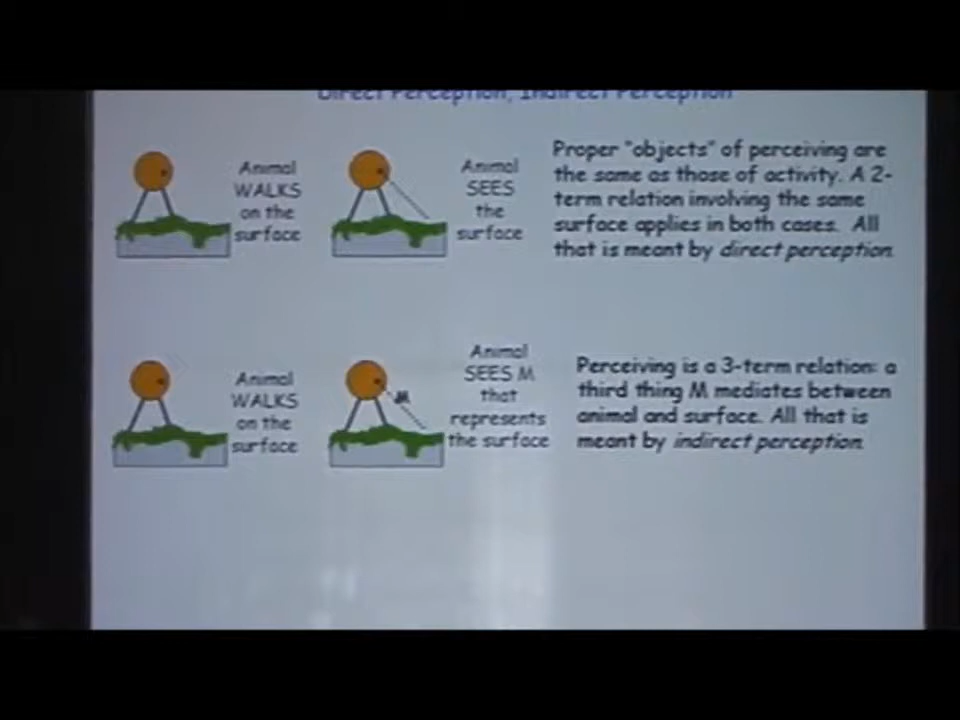 Direct Perception, Indirect Perception
Animal
WALKS
on the
surface
Animal
SEES
the
surface
Proper "objects" of perceiving are
the same as those of activity. A 2-
term relation involving the same
surface applies in both cases. All
that is meant by direct perception.
Animal
WALKS
on the
surface
M
Animal
SEES M
that
represents
the surface
Perceiving is a 3-term relation: a
third thing M mediates between
animal and surface. All that is
meant by indirect perception.